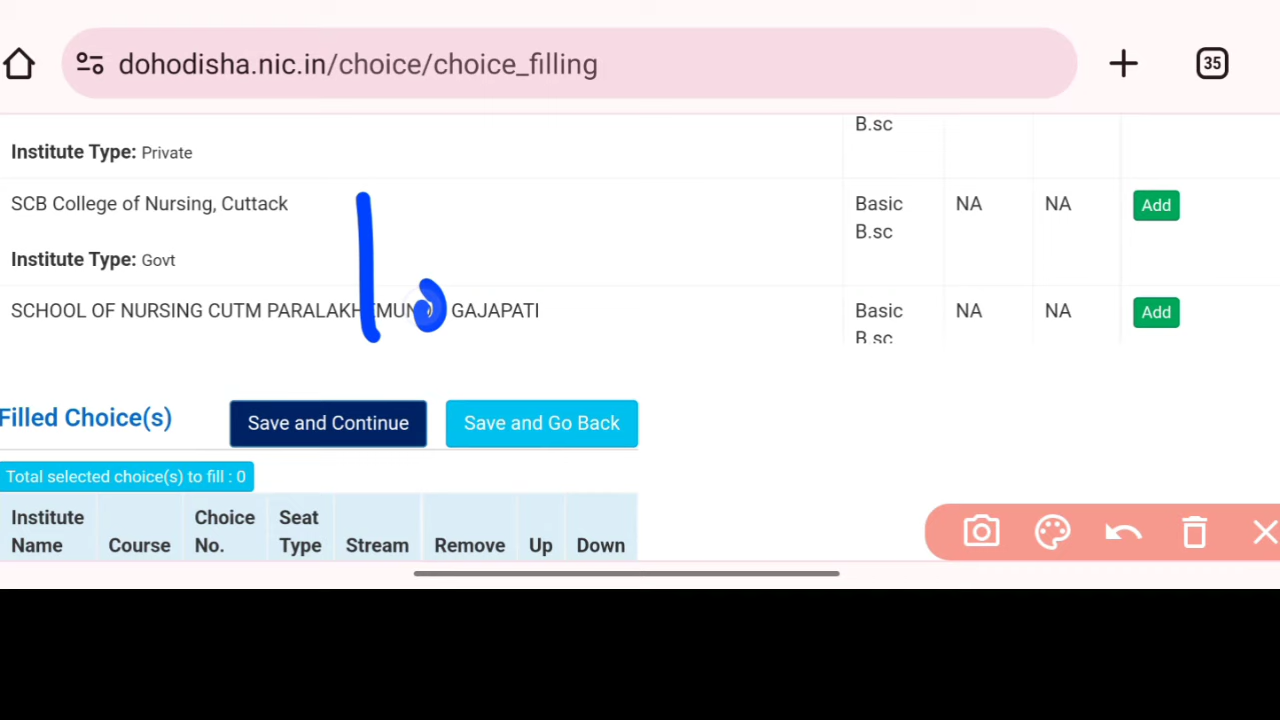 dohodisha.nic.in/choice/choice_filling
35
B.sc
Institute Type: Private
SCB College of Nursing, Cuttack Basic B.sc NA NA Add
Institute Type: Govt
SCHOOL OF NURSING CUTM PARALAKHEMUNDI GAJAPATI Basic B.sc NA NA Add
Filled Choice(s) Save and Continue Save and Go Back
Total selected choice(s) to fill : 0
Institute Name Course Choice No. Seat Type Stream Remove Up Down